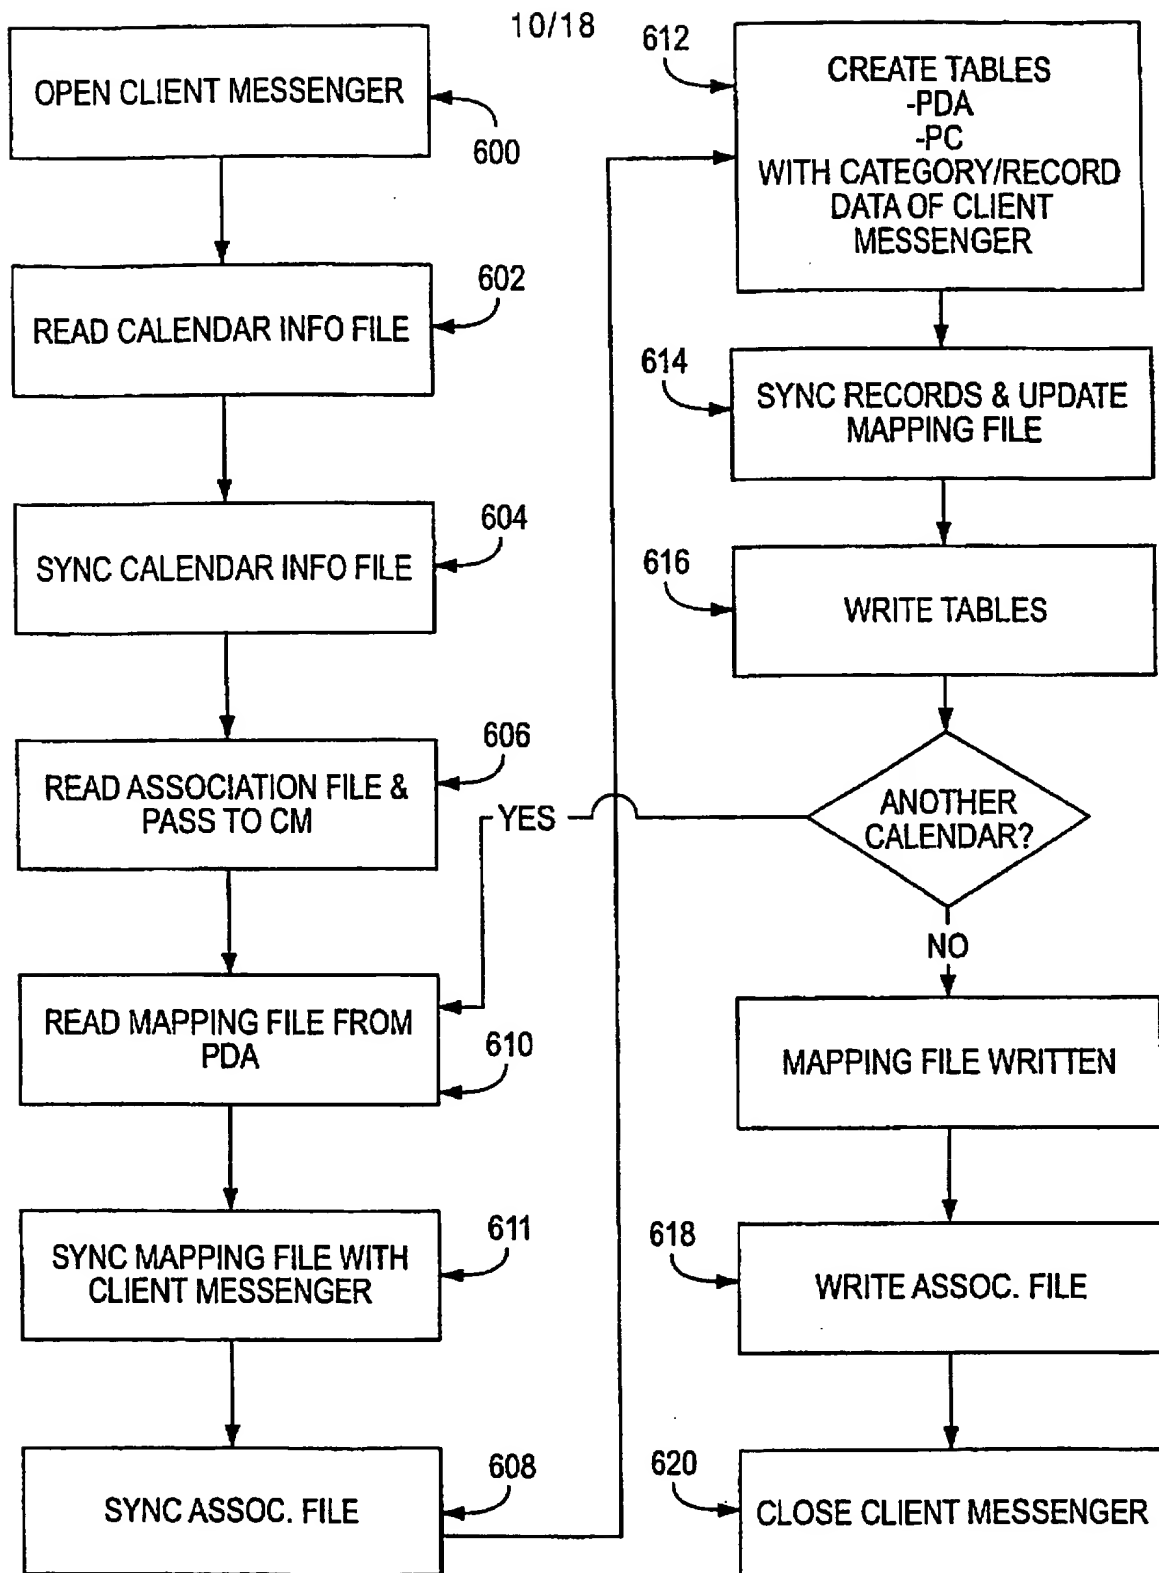 10/18
OPEN CLIENT MESSENGER
600
READ CALENDAR INFO FILE
602
SYNC CALENDAR INFO FILE
604
READ ASSOCIATION FILE &
PASS TO CM
606
READ MAPPING FILE FROM
PDA
610
SYNC MAPPING FILE WITH
CLIENT MESSENGER
611
SYNC ASSOC. FILE
608
612
CREATE TABLES
-PDA
-PC
WITH CATEGORY/RECORD
DATA OF CLIENT
MESSENGER
614
SYNC RECORDS & UPDATE
MAPPING FILE
616
WRITE TABLES
ANOTHER
CALENDAR?
YES
NO
MAPPING FILE WRITTEN
618
WRITE ASSOC. FILE
620
CLOSE CLIENT MESSENGER